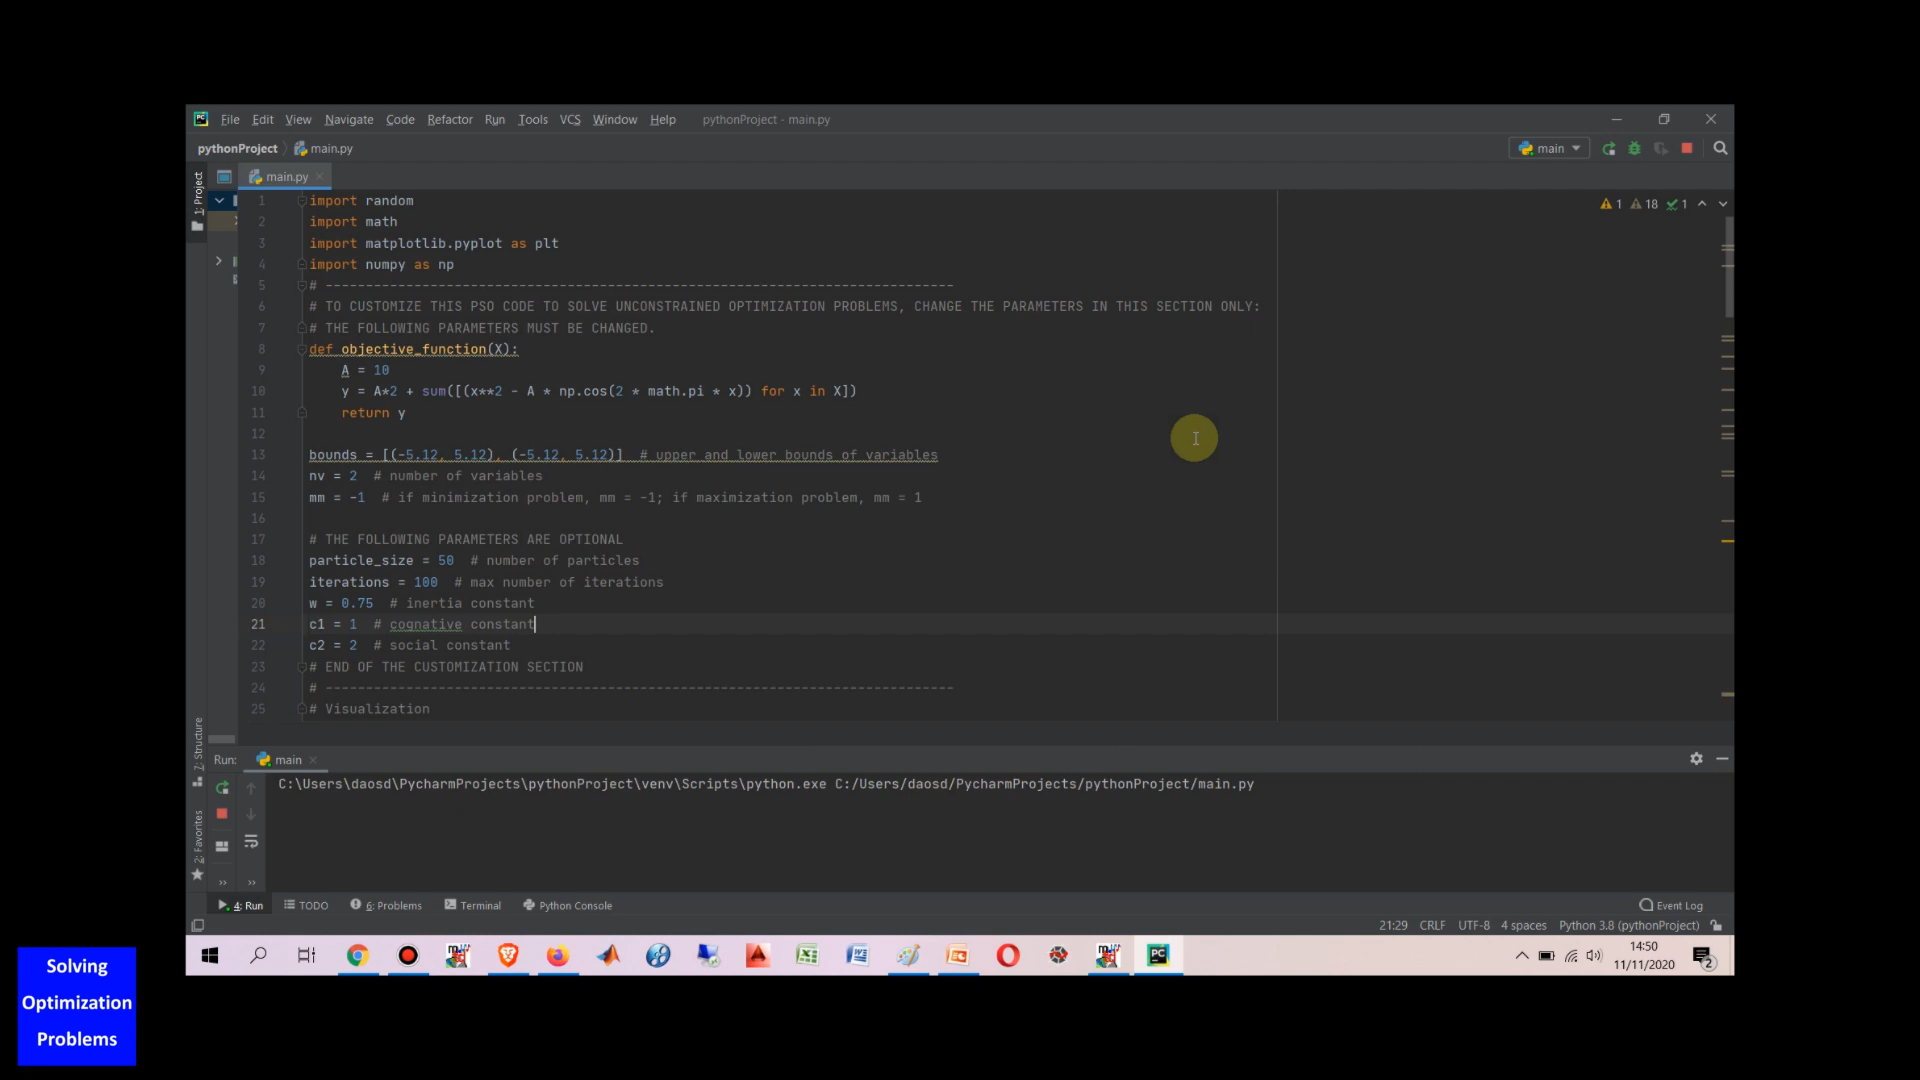 File Edit View Navigate Code Refactor Run Tools VCS Window Help pythonProject - main.py
pythonProject main.py main
1: Project main.py
1 import random
1 18 1
2 import math
3 import matplotlib.pyplot as plt
4 import numpy as np
5 # ------------------------------------------------------------------------------
6 # TO CUSTOMIZE THIS PSO CODE TO SOLVE UNCONSTRAINED OPTIMIZATION PROBLEMS, CHANGE THE PARAMETERS IN THIS SECTION ONLY:
7 # THE FOLLOWING PARAMETERS MUST BE CHANGED.
8 def objective_function(X):
9 A = 10
10 y = A*2 + sum([(x**2 - A * np.cos(2 * math.pi * x)) for x in X])
11 return y
12
13 bounds = [(-5.12, 5.12), (-5.12, 5.12)] # upper and lower bounds of variables
14 nv = 2 # number of variables
15 mm = -1 # if minimization problem, mm = -1; if maximization problem, mm = 1
16
17 # THE FOLLOWING PARAMETERS ARE OPTIONAL
18 particle_size = 50 # number of particles
19 iterations = 100 # max number of iterations
20 w = 0.75 # inertia constant
21 c1 = 1 # cognative constant
22 c2 = 2 # social constant
23 # END OF THE CUSTOMIZATION SECTION
24 # ------------------------------------------------------------------------------
25 # Visualization
7: Structure
Run: main
C:\Users\daosd\PycharmProjects\pythonProject\venv\Scripts\python.exe C:/Users/daosd/PycharmProjects/pythonProject/main.py
2: Favorites
4: Run TODO 6: Problems Terminal Python Console Event Log
21:29 CRLF UTF-8 4 spaces Python 3.8 (pythonProject)
14:50
11/11/2020
2
Solving
Optimization
Problems